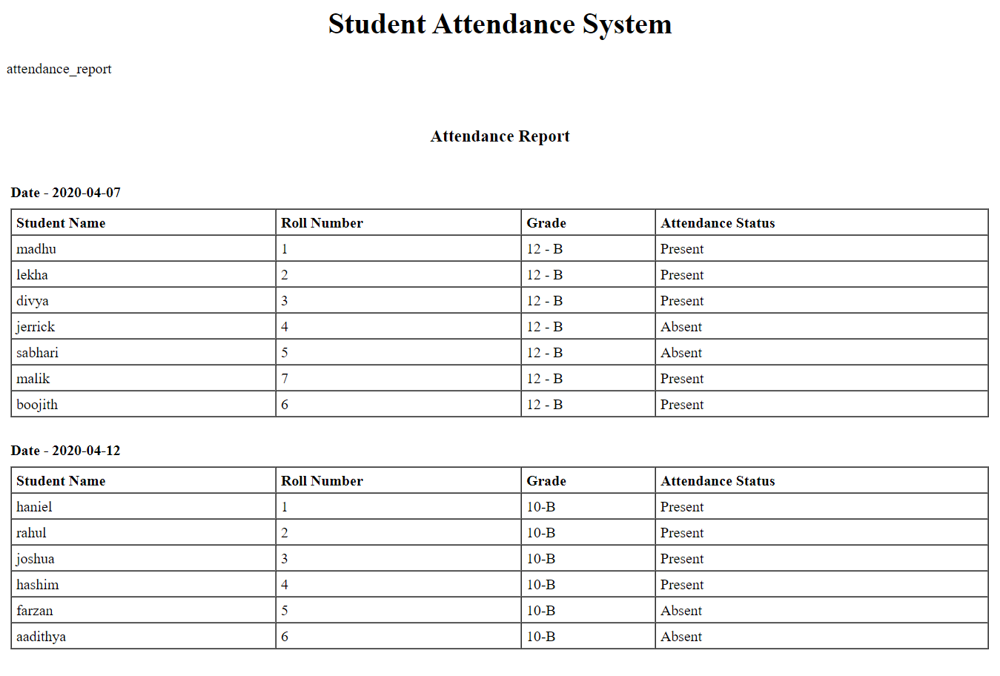 Student Attendance System
attendance_report
Attendance Report
Date - 2020-04-07
Student Name Roll Number Grade Attendance Status
madhu 1 12 - B Present
lekha 2 12 - B Present
divya 3 12 - B Present
jerrick 4 12 - B Absent
sabhari 5 12 - B Absent
malik 7 12 - B Present
boojith 6 12 - B Present
Date - 2020-04-12
Student Name Roll Number Grade Attendance Status
haniel 1 10-B Present
rahul 2 10-B Present
joshua 3 10-B Present
hashim 4 10-B Present
farzan 5 10-B Absent
aadithya 6 10-B Absent